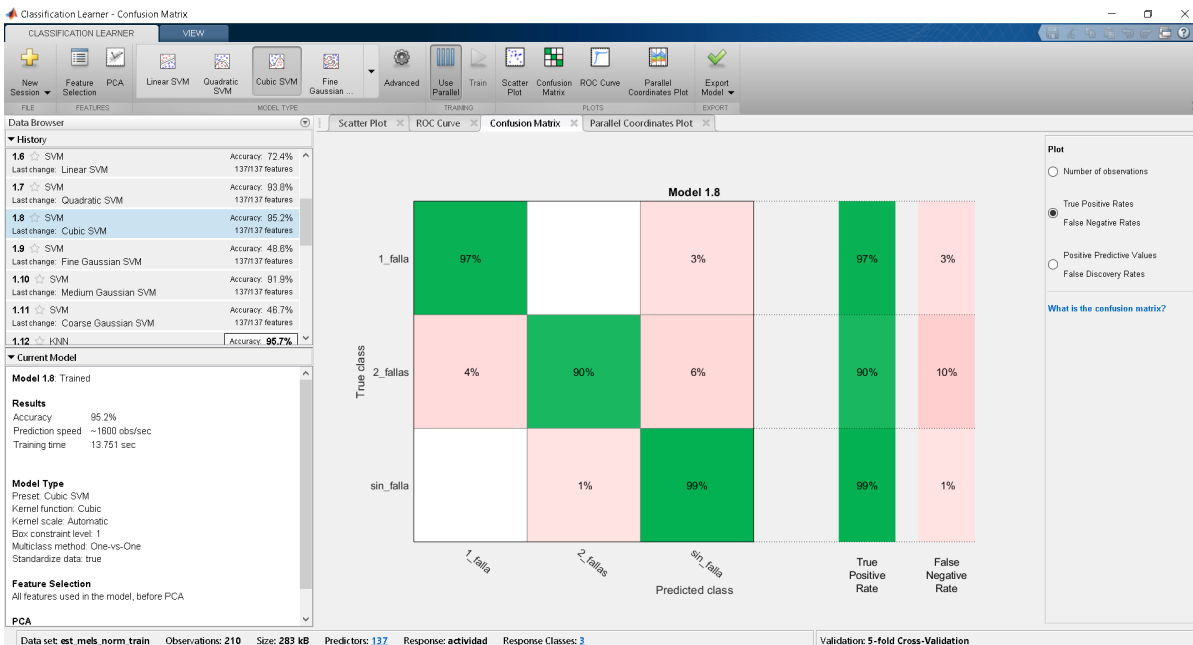 Classification Learner - Confusion Matrix
CLASSIFICATION LEARNER VIEW
New Session
Feature Selection
PCA
Linear SVM
Quadratic SVM
Cubic SVM
Fine Gaussian ...
Advanced
Use Parallel
Train
Scatter Plot
Confusion Matrix
ROC Curve
Parallel Coordinates Plot
Export Model
FILE FEATURES MODEL TYPE TRAINING PLOTS EXPORT
Data Browser
History
1.6 SVM Accuracy: 72.4%
Last change: Linear SVM 137/137 features
1.7 SVM Accuracy: 93.8%
Last change: Quadratic SVM 137/137 features
1.8 SVM Accuracy: 95.2%
Last change: Cubic SVM 137/137 features
1.9 SVM Accuracy: 48.6%
Last change: Fine Gaussian SVM 137/137 features
1.10 SVM Accuracy: 91.9%
Last change: Medium Gaussian SVM 137/137 features
1.11 SVM Accuracy: 46.7%
Last change: Coarse Gaussian SVM 137/137 features
1.12 KNN Accuracy: 95.7%
Current Model
Model 1.8: Trained
Results
Accuracy 95.2%
Prediction speed ~1600 obs/sec
Training time 13.751 sec
Model Type
Preset: Cubic SVM
Kernel function: Cubic
Kernel scale: Automatic
Box constraint level: 1
Multiclass method: One-vs-One
Standardize data: true
Feature Selection
All features used in the model, before PCA
PCA
Scatter Plot ROC Curve Confusion Matrix Parallel Coordinates Plot
Model 1.8
True class
1_falla 97% 3% 97% 3%
2_fallas 4% 90% 6% 90% 10%
sin_falla 1% 99% 99% 1%
1_falla 2_fallas sin_falla
Predicted class
True Positive Rate
False Negative Rate
Plot
Number of observations
True Positive Rates
False Negative Rates
Positive Predictive Values
False Discovery Rates
What is the confusion matrix?
Data set: est_mels_norm_train Observations: 210 Size: 283 kB Predictors: 137 Response: actividad Response Classes: 3 Validation: 5-fold Cross-Validation